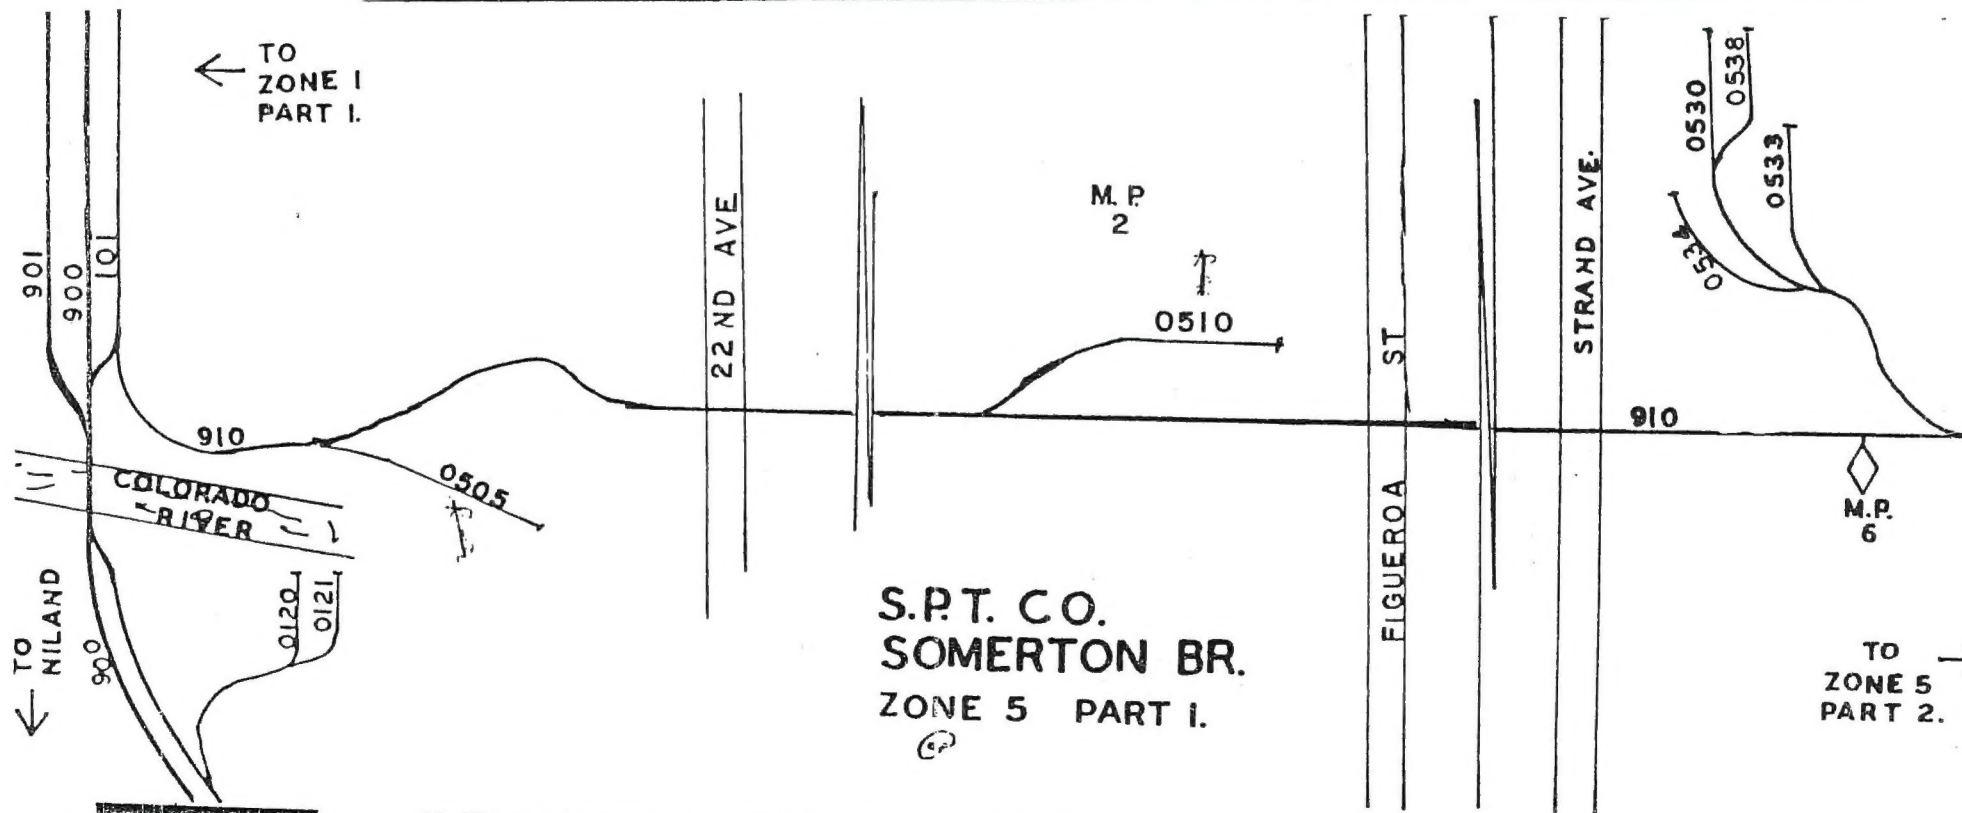 TO
ZONE 1
PART 1.
901
900
101
910
0505
COLORADO
RIVER
TO
NILAND
900
0120
0121
22ND AVE
M.P.
2
0510
S.P.T. CO.
SOMERTON BR.
ZONE 5 PART 1.
FIGUEROA ST
STRAND AVE.
910
0530
0538
0533
0534
M.P.
6
TO
ZONE 5
PART 2.